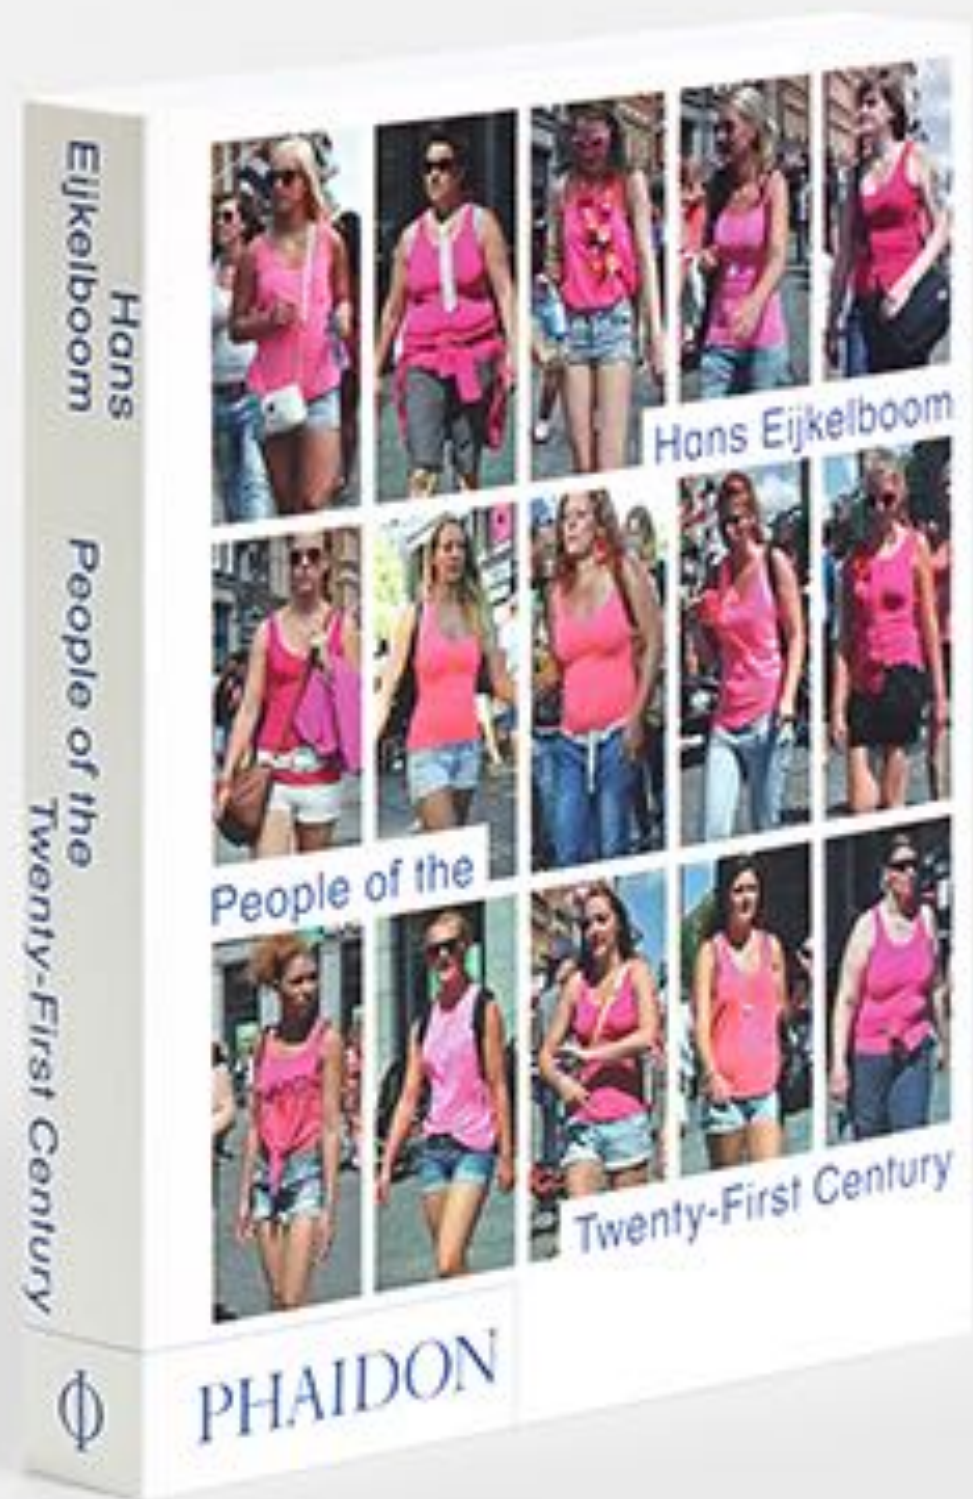 Hans
Eijkelboom
People of the
Twenty-First Century
Hans Eijkelboom
People of the
Twenty-First Century
PHAIDON